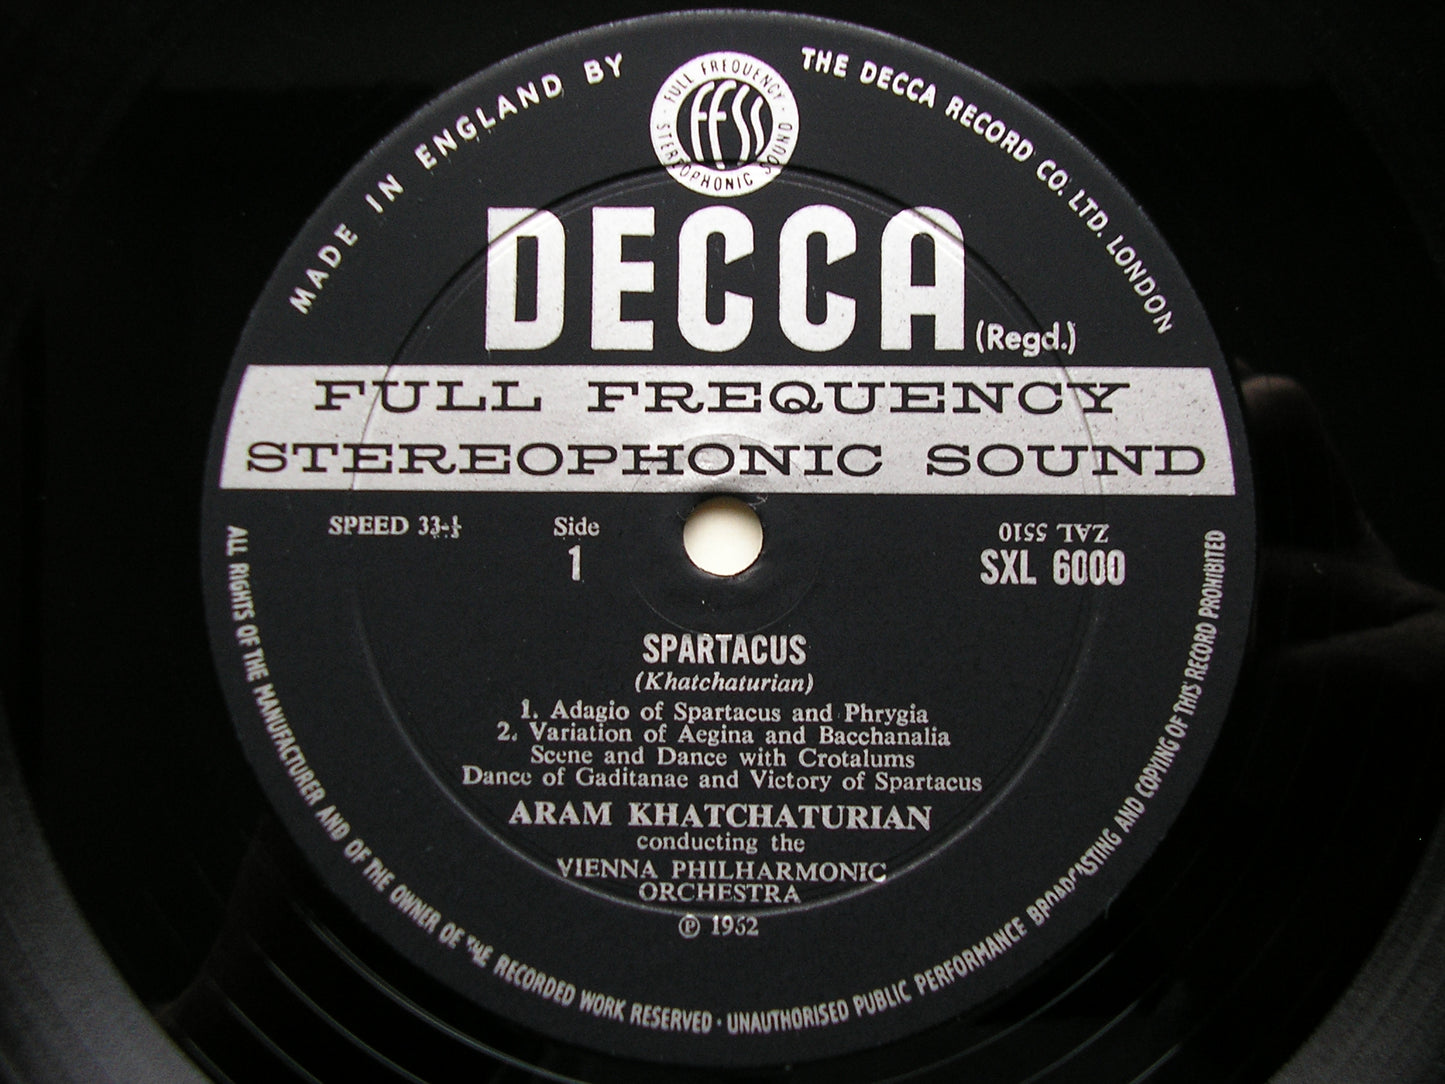 MADE IN ENGLAND BY
THE DECCA RECORD CO. LTD. LONDON
FULL FREQUENCY
STEREOPHONIC SOUND
FFSS
DECCA
(Regd.)
FULL FREQUENCY
STEREOPHONIC SOUND
SPEED 33-⅓
Side
1
ZAL 5510
SXL 6000
SPARTACUS
(Khatchaturian)
1. Adagio of Spartacus and Phrygia
2. Variation of Aegina and Bacchanalia
Scene and Dance with Crotalums
Dance of Gaditanae and Victory of Spartacus
ARAM KHATCHATURIAN
conducting the
VIENNA PHILHARMONIC
ORCHESTRA
℗ 1962
ALL RIGHTS OF THE MANUFACTURER AND OF THE OWNER OF THE RECORDED WORK RESERVED · UNAUTHORISED PUBLIC PERFORMANCE BROADCASTING AND COPYING OF THIS RECORD PROHIBITED